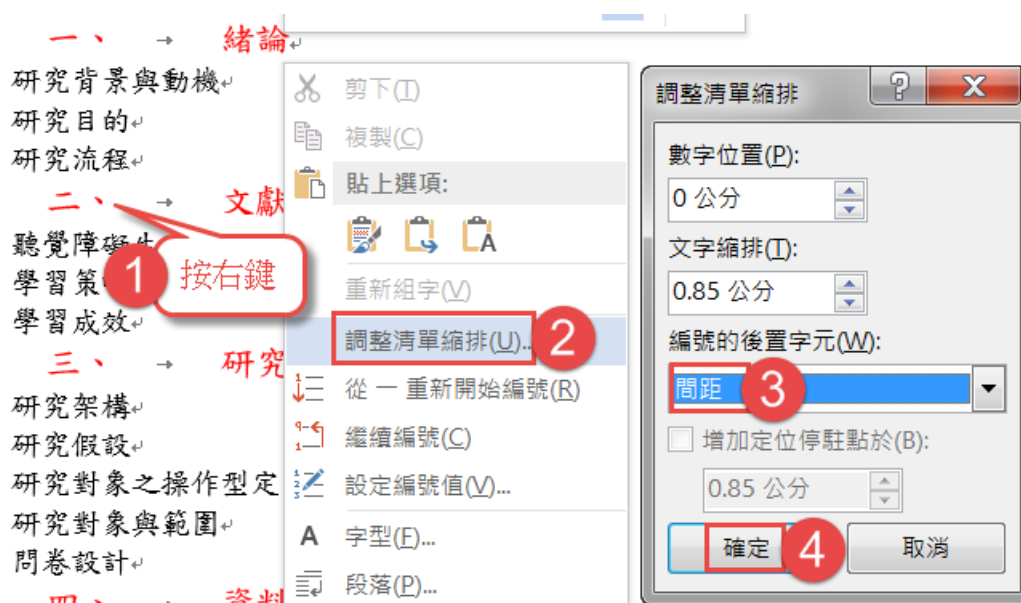 一、 → 緒論
研究背景與動機
研究目的
研究流程
二、 → 文獻
聽覺障礙
學習策
學習成效
三、 → 研究
研究架構
研究假設
研究對象之操作型定
研究對象與範圍
問卷設計
四、 → 資料
1 按右鍵
剪下(T)
複製(C)
貼上選項:
A
重新組字(V)
調整清單縮排(U)... 2
從 一 重新開始編號(R)
繼續編號(C)
設定編號值(V)...
A 字型(F)...
段落(P)...
調整清單縮排 ? X
數字位置(P):
0 公分
文字縮排(T):
0.85 公分
編號的後置字元(W):
間距 3
增加定位停駐點於(B):
0.85 公分
確定 4 取消